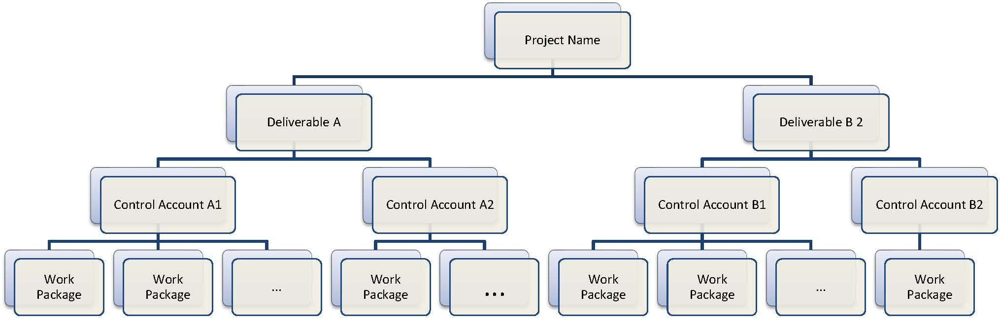 Project Name
Deliverable A
Deliverable B 2
Control Account A1
Control Account A2
Control Account B1
Control Account B2
Work
Package
Work
Package
...
Work
Package
...
Work
Package
Work
Package
...
Work
Package